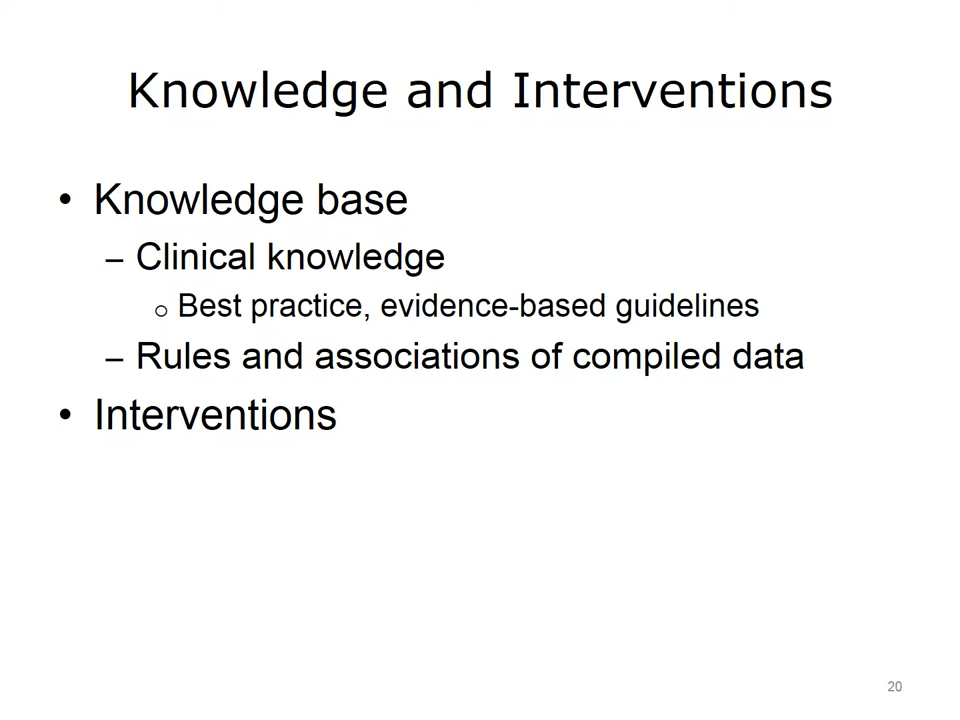 Knowledge and Interventions
• Knowledge base
– Clinical knowledge
o Best practice, evidence-based guidelines
– Rules and associations of compiled data
• Interventions
20